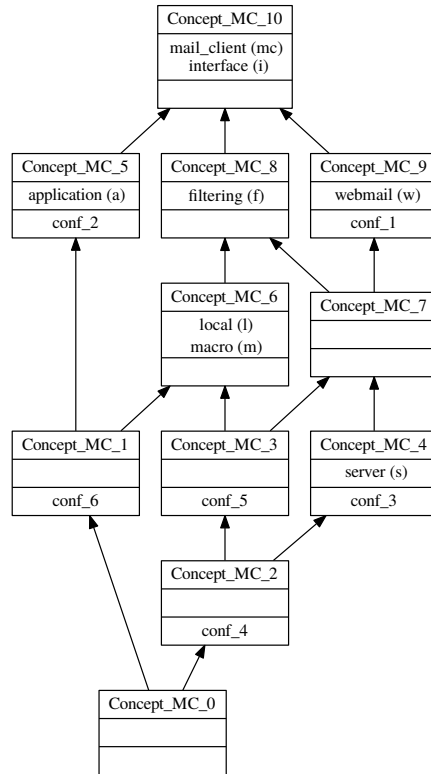 Concept_MC_10
mail_client (mc)
interface (i)
Concept_MC_5
application (a)
conf_2
Concept_MC_8
filtering (f)
Concept_MC_9
webmail (w)
conf_1
Concept_MC_6
local (l)
macro (m)
Concept_MC_7
Concept_MC_1
conf_6
Concept_MC_3
conf_5
Concept_MC_4
server (s)
conf_3
Concept_MC_2
conf_4
Concept_MC_0